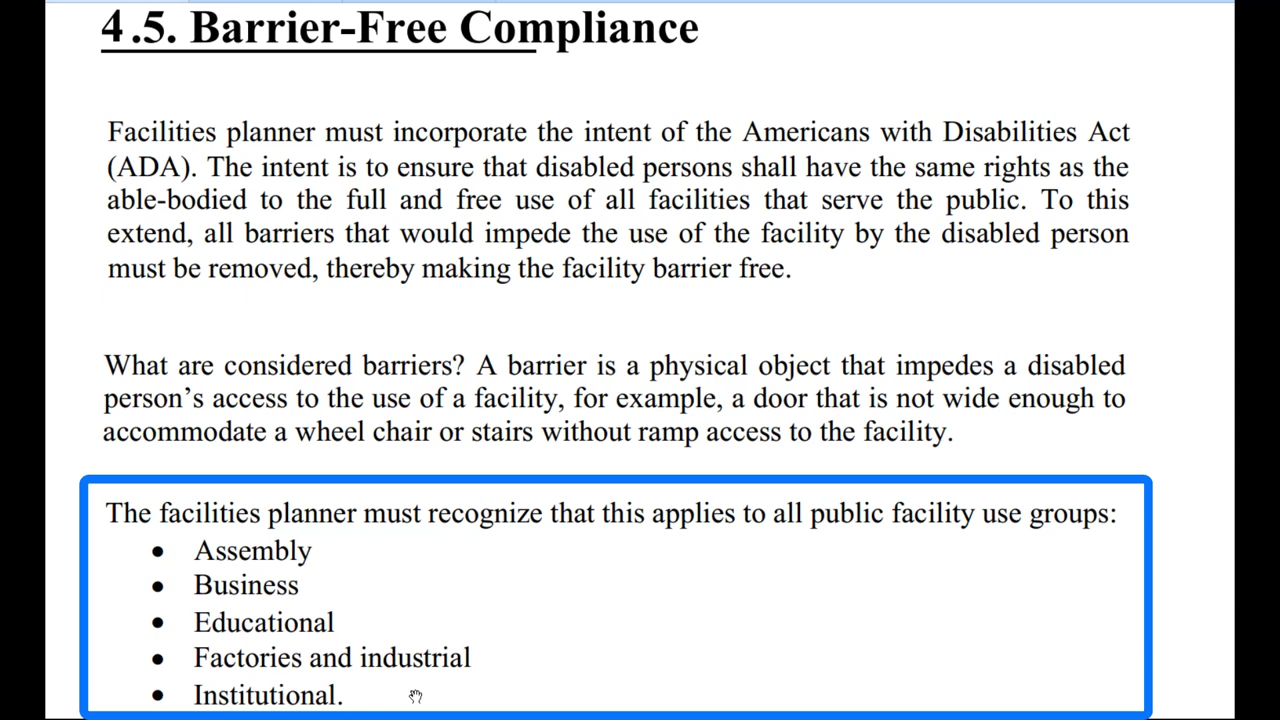 4.5. Barrier-Free Compliance
Facilities planner must incorporate the intent of the Americans with Disabilities Act
(ADA). The intent is to ensure that disabled persons shall have the same rights as the
able-bodied to the full and free use of all facilities that serve the public. To this
extend, all barriers that would impede the use of the facility by the disabled person
must be removed, thereby making the facility barrier free.
What are considered barriers? A barrier is a physical object that impedes a disabled
person’s access to the use of a facility, for example, a door that is not wide enough to
accommodate a wheel chair or stairs without ramp access to the facility.
The facilities planner must recognize that this applies to all public facility use groups:
• Assembly
• Business
• Educational
• Factories and industrial
• Institutional.